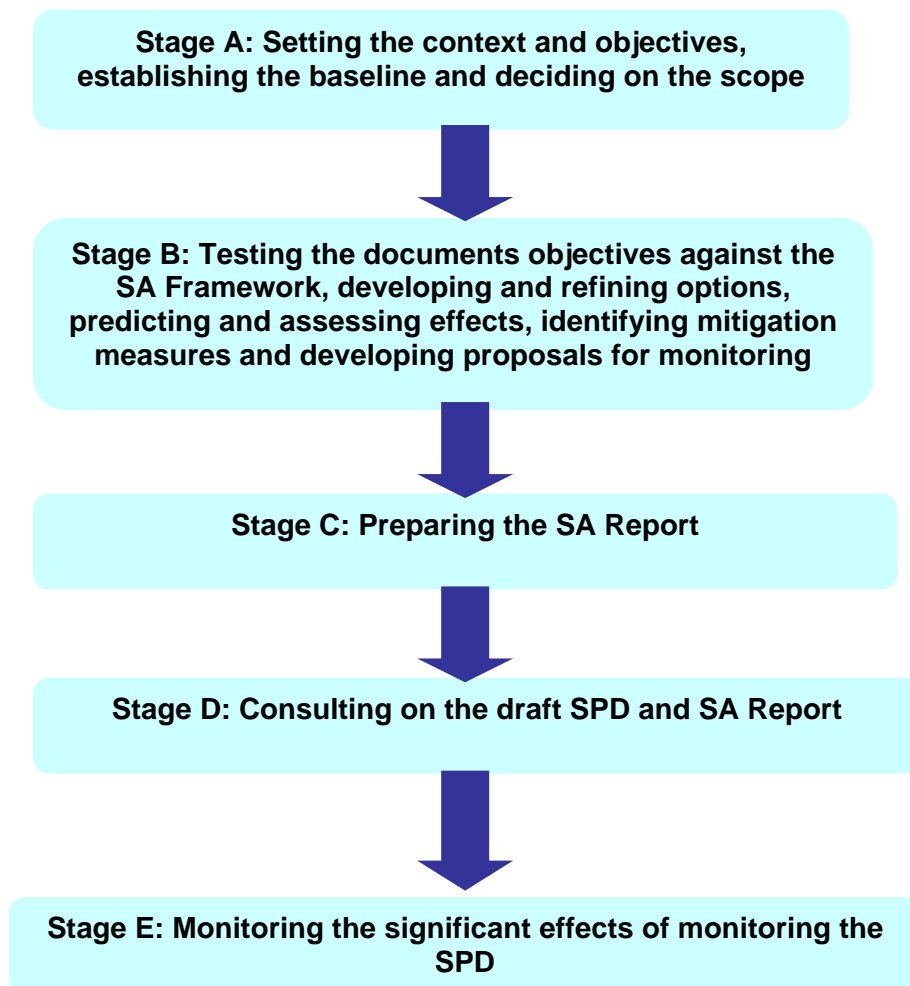 Stage A: Setting the context and objectives,
establishing the baseline and deciding on the scope
Stage B: Testing the documents objectives against the
SA Framework, developing and refining options,
predicting and assessing effects, identifying mitigation
measures and developing proposals for monitoring
Stage C: Preparing the SA Report
Stage D: Consulting on the draft SPD and SA Report
Stage E: Monitoring the significant effects of monitoring the
SPD